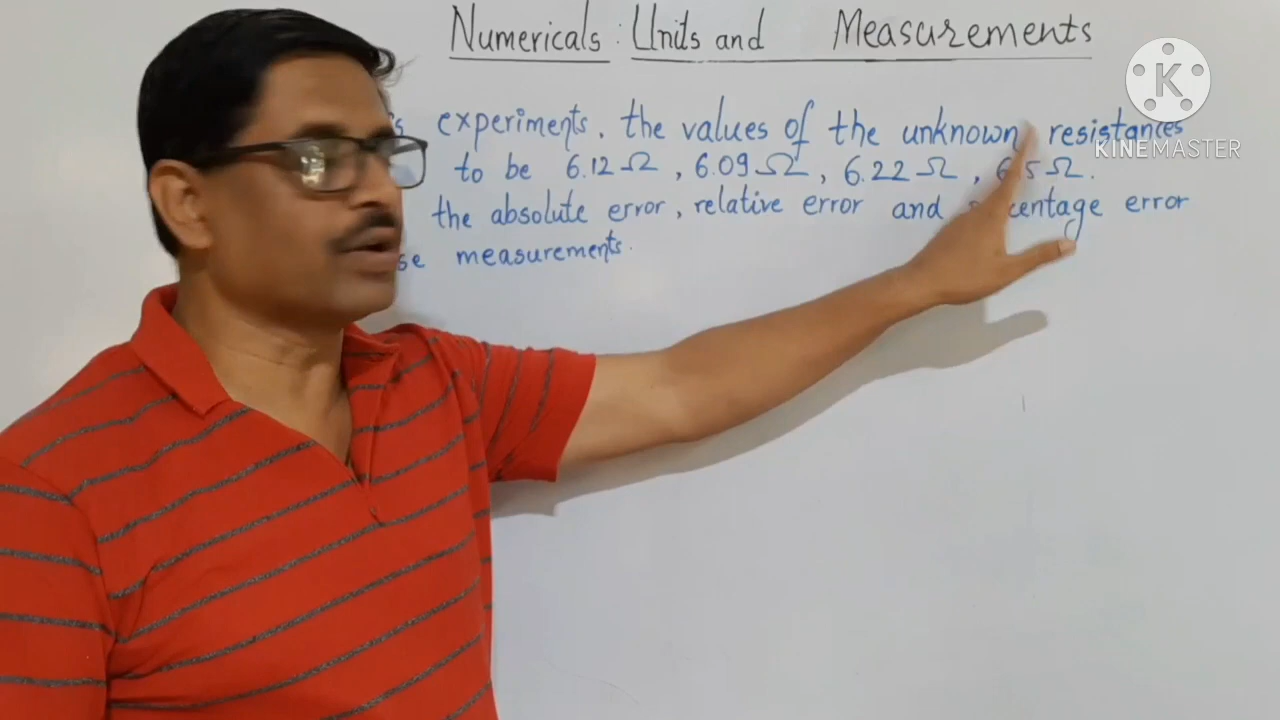 Numericals : Units and Measurements
experiments, the values of the unknown resistances
to be 6.12 Ω , 6.09 Ω , 6.22 Ω , Ω.
the absolute error, relative error and error
measurements.
K
KINEMASTER